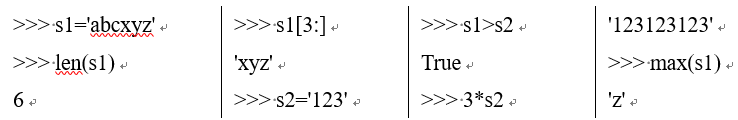 >>> s1='abcxyz'
>>> len(s1)
6
>>> s1[3:]
'xyz'
>>> s2='123'
>>> s1>s2
True
>>> 3*s2
'123123123'
>>> max(s1)
'z'